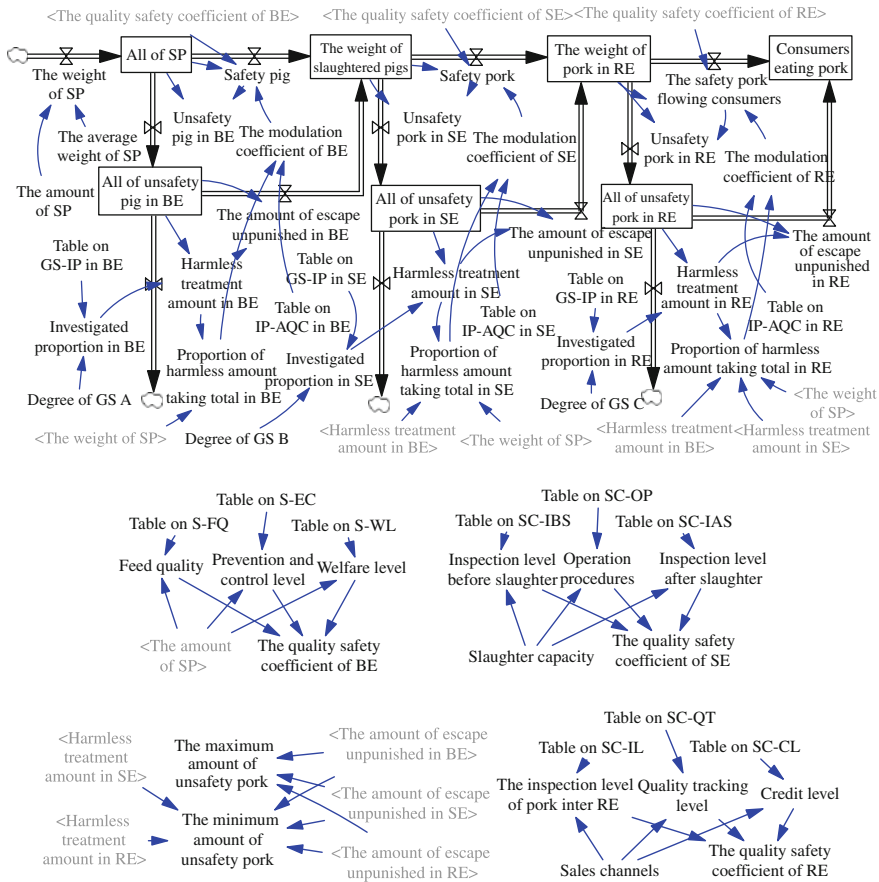 <The quality safety coefficient of BE>
<The quality safety coefficient of SE>
<The quality safety coefficient of RE>
The weight
of SP
All of SP
Safety pig
The weight of
slaughtered pigs
Safety pork
The weight of
pork in RE
The safety pork
flowing consumers
Consumers
eating pork
The average
weight of SP
Unsafety
pig in BE
The modulation
coefficient of BE
Unsafety
pork in SE
The modulation
coefficient of SE
Unsafety
pork in RE
The modulation
coefficient of RE
The amount
of SP
All of unsafety
pig in BE
The amount of escape
unpunished in BE
All of unsafety
pork in SE
The amount of escape
unpunished in SE
All of unsafety
pork in RE
The amount
of escape
unpunished
in RE
Table on
GS-IP in BE
Harmless
treatment
amount in BE
Table on
GS-IP in SE
Harmless treatment
amount in SE
Table on
GS-IP in RE
Harmless
treatment
amount in RE
Investigated
proportion in BE
Table on
IP-AQC in BE
Table on
IP-AQC in SE
Table on
IP-AQC in RE
Proportion of
harmless amount
taking total in BE
Investigated
proportion in SE
Proportion of
harmless amount
taking total in SE
Investigated
proportion in RE
Proportion of harmless
amount taking total in RE
Degree of GS A
Degree of GS B
Degree of GS C
<The weight of SP>
<Harmless treatment
amount in BE>
<The weight of SP>
<Harmless treatment
amount in BE>
<Harmless treatment
amount in SE>
<The weight
of SP>
Table on S-EC
Table on S-FQ
Table on S-WL
Feed quality
Prevention and
control level
Welfare level
<The amount
of SP>
The quality safety
coefficient of BE
Table on SC-OP
Table on SC-IBS
Table on SC-IAS
Inspection level
before slaughter
Operation
procedures
Inspection level
after slaughter
Slaughter capacity
The quality safety
coefficient of SE
<Harmless
treatment
amount in SE>
The maximum
amount of
unsafety pork
<The amount of escape
unpunished in BE>
<The amount of escape
unpunished in SE>
<Harmless
treatment
amount in RE>
The minimum
amount of
unsafety pork
<The amount of escape
unpunished in RE>
Table on SC-QT
Table on SC-IL
Table on SC-CL
The inspection level
of pork inter RE
Quality tracking
level
Credit level
Sales channels
The quality safety
coefficient of RE